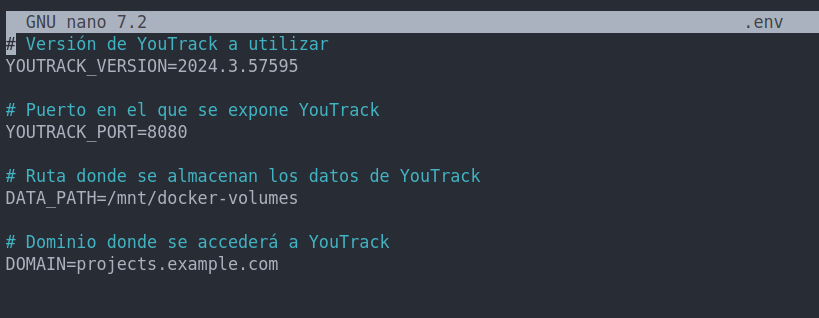 GNU nano 7.2 .env
# Versión de YouTrack a utilizar
YOUTRACK_VERSION=2024.3.57595
# Puerto en el que se expone YouTrack
YOUTRACK_PORT=8080
# Ruta donde se almacenan los datos de YouTrack
DATA_PATH=/mnt/docker-volumes
# Dominio donde se accederá a YouTrack
DOMAIN=projects.example.com